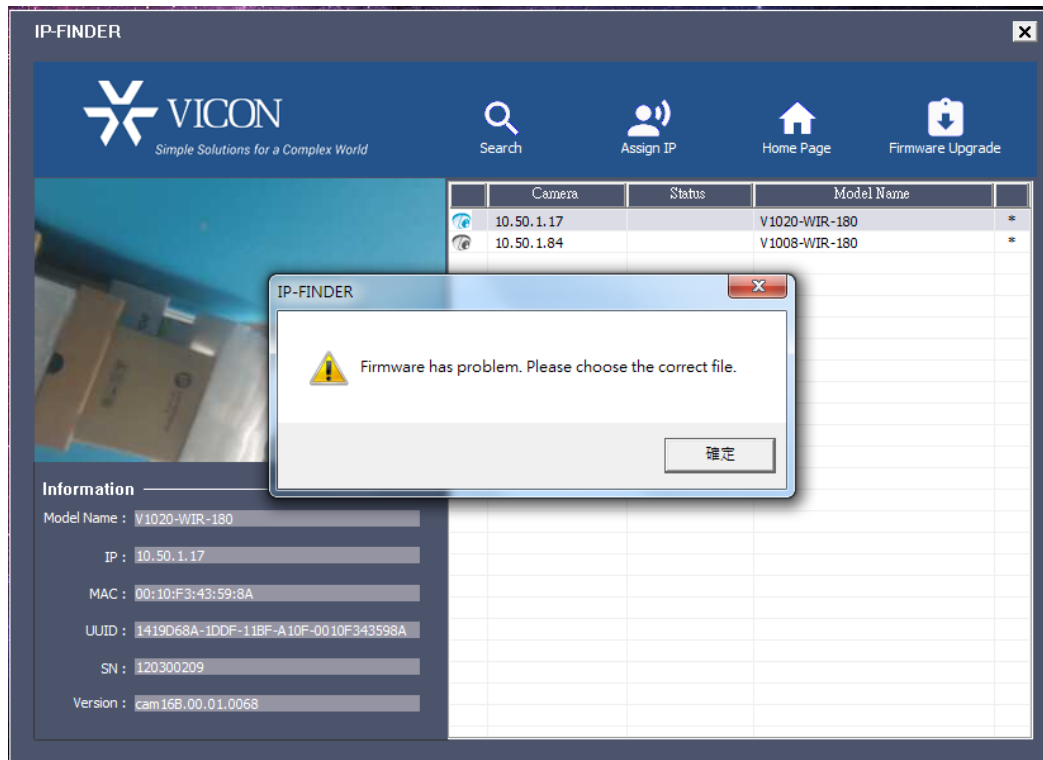 IP-FINDER
VICON
Simple Solutions for a Complex World
Search
Assign IP
Home Page
Firmware Upgrade
Camera Status Model Name
10.50.1.17 V1020-WIR-180 *
10.50.1.84 V1008-WIR-180 *
IP-FINDER
Firmware has problem. Please choose the correct file.
確定
Information
Model Name : V1020-WIR-180
IP : 10.50.1.17
MAC : 00:10:F3:43:59:8A
UUID : 1419D68A-1DDF-11BF-A10F-0010F343598A
SN : 120300209
Version : cam16B.00.01.0068